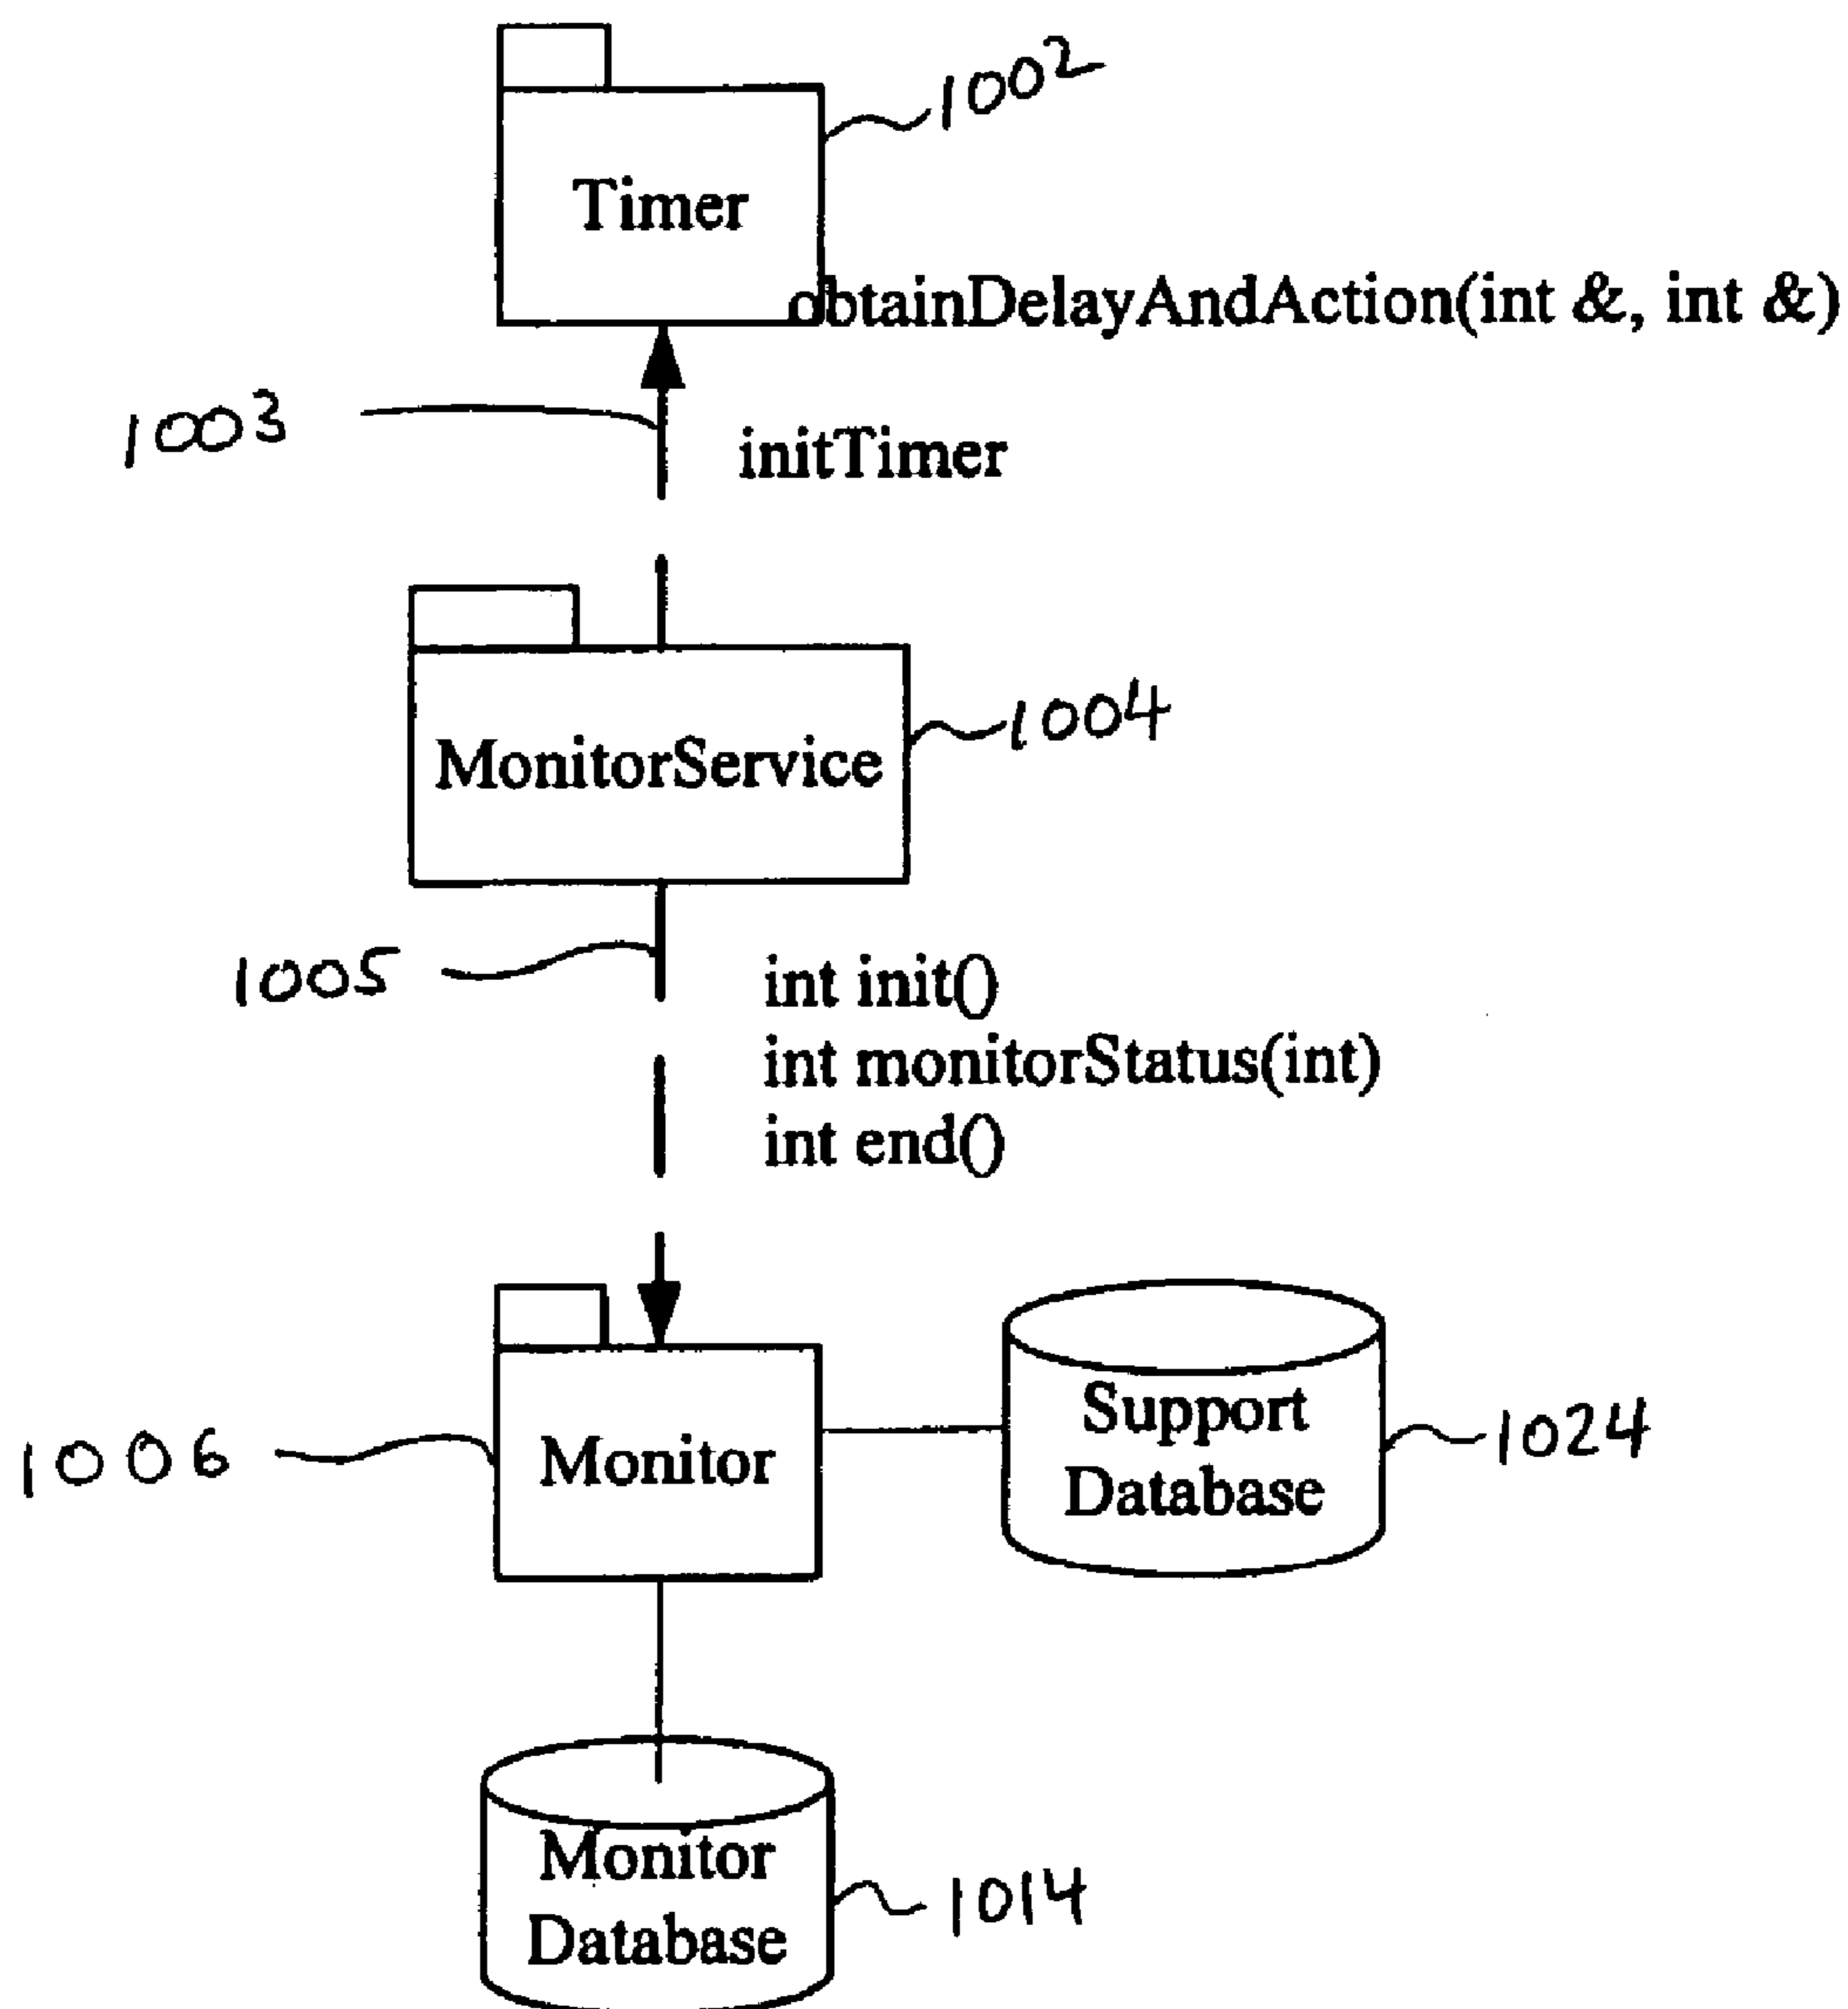 1002
Timer
obtainDelayAndAction(int &, int &)
1003
initTimer
1004
MonitorService
1005
int init()
int monitorStatus(int)
int end()
1006
Monitor
Support
Database
1024
Monitor
Database
1014